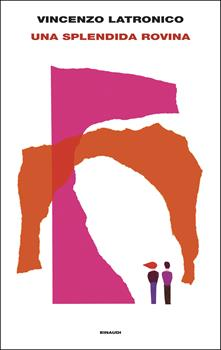 VINCENZO LATRONICO
UNA SPLENDIDA ROVINA
EINAUDI